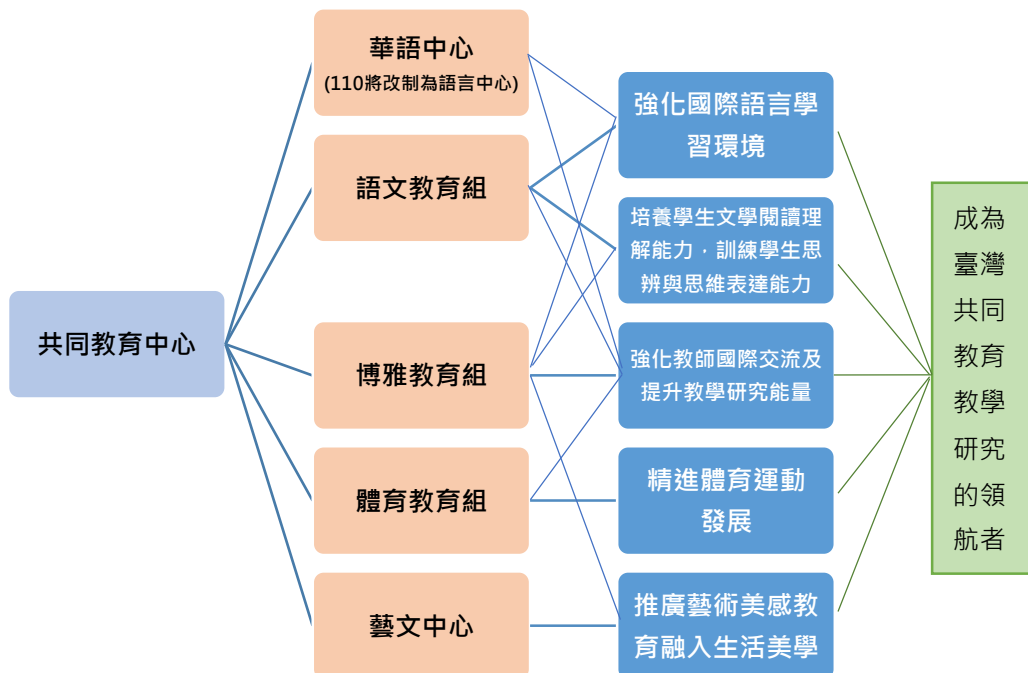 共同教育中心
華語中心
(110將改制為語言中心)
語文教育組
博雅教育組
體育教育組
藝文中心
強化國際語言學
習環境
培養學生文學閱讀理
解能力，訓練學生思
辨與思維表達能力
強化教師國際交流及
提升教學研究能量
精進體育運動
發展
推廣藝術美感教
育融入生活美學
成為
臺灣
共同
教育
教學
研究
的領
航者